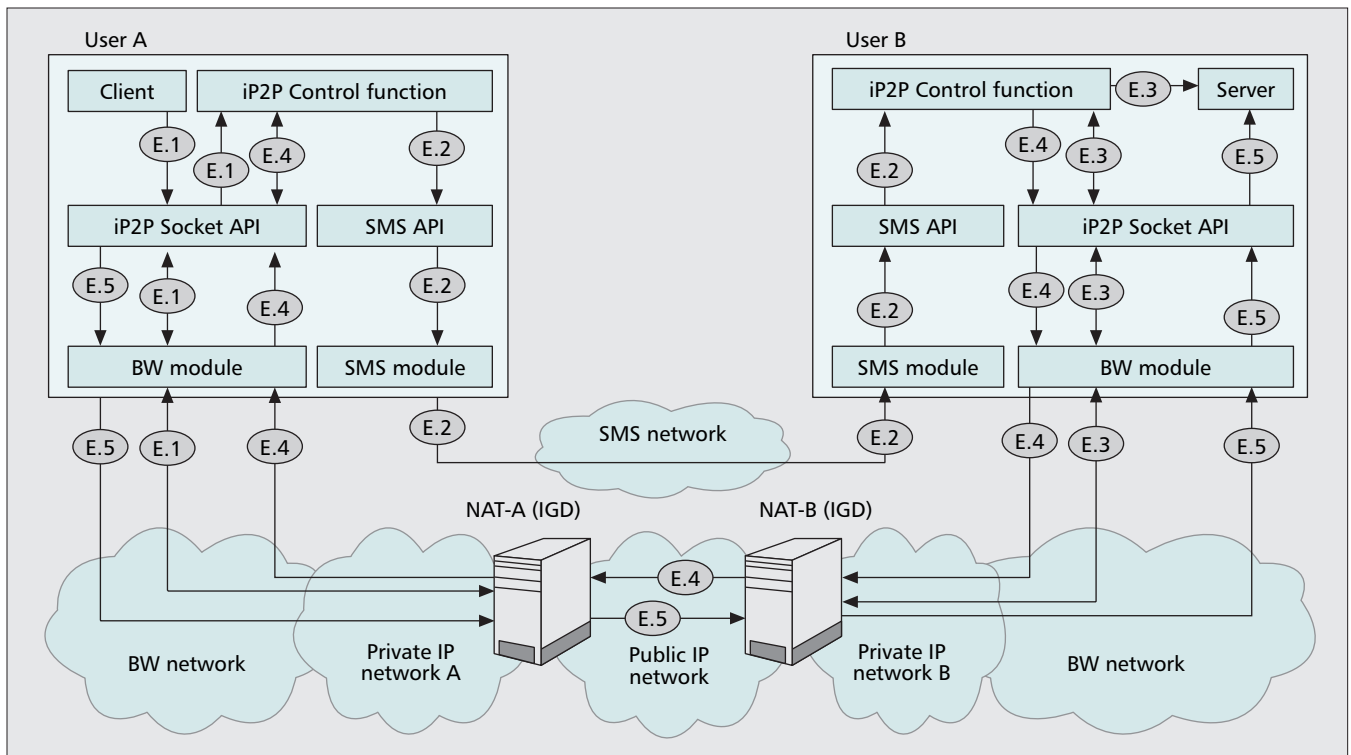 User A
User B
Client
iP2P Control function
iP2P Control function
E.3
Server
E.1
E.1
E.4
E.2
E.2
E.4
E.3
E.5
iP2P Socket API
SMS API
SMS API
iP2P Socket API
E.5
E.1
E.4
E.2
E.2
E.4
E.3
E.5
BW module
SMS module
SMS module
BW module
E.5
E.1
E.4
E.2
SMS network
E.2
E.4
E.3
E.5
NAT-A (IGD)
NAT-B (IGD)
E.4
E.5
BW network
Private IP
network A
Public IP
network
Private IP
network B
BW network